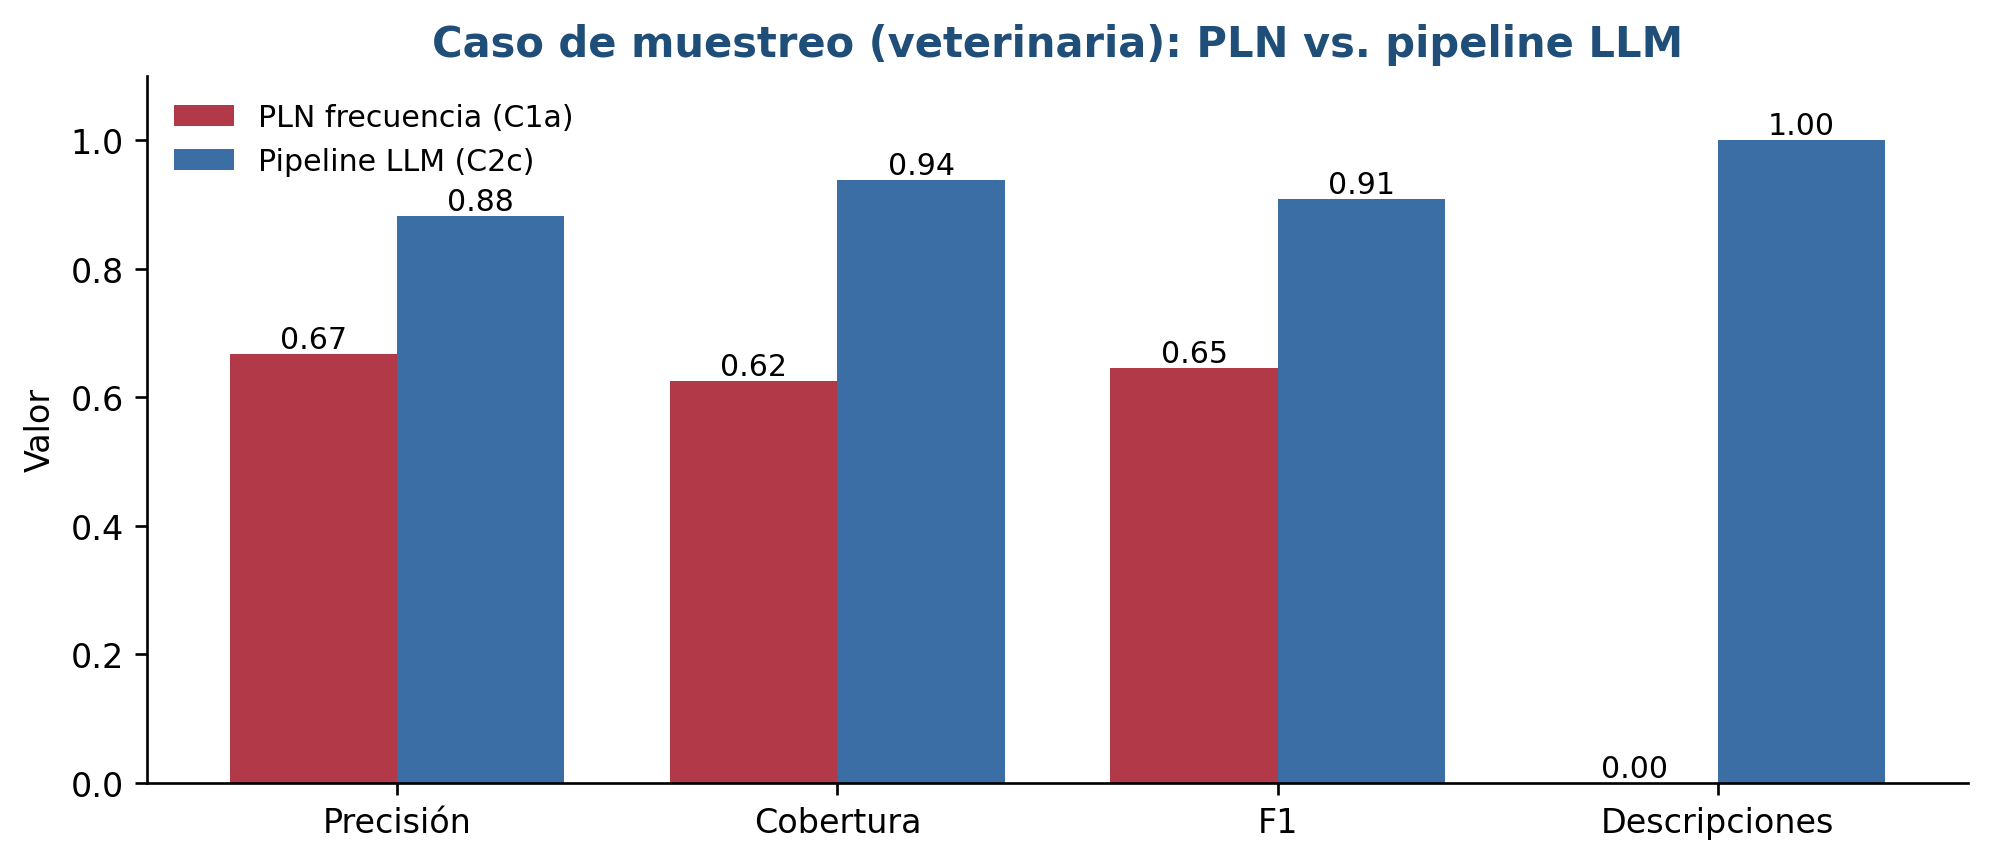 Caso de muestreo (veterinaria): PLN vs. pipeline LLM
PLN frecuencia (C1a)
Pipeline LLM (C2c)
Valor
1.0
0.8
0.6
0.4
0.2
0.0
0.67
0.88
0.62
0.94
0.65
0.91
0.00
1.00
Precisión
Cobertura
F1
Descripciones